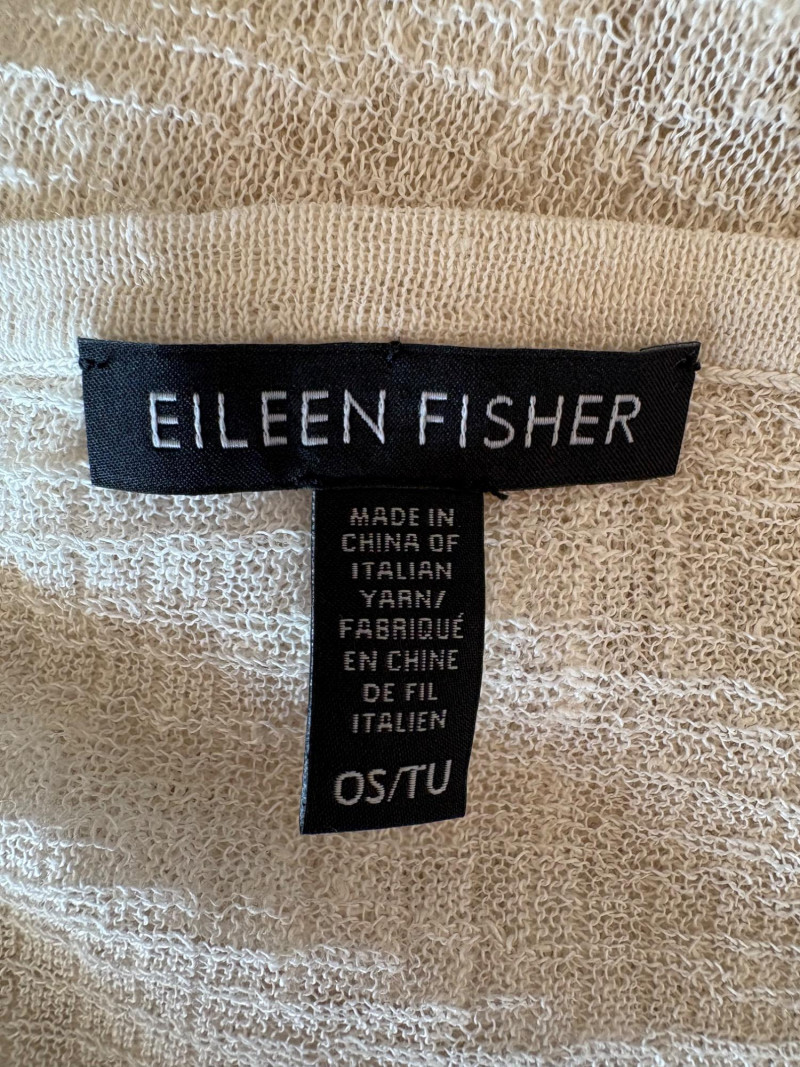 EILEEN FISHER
MADE IN
CHINA OF
ITALIAN
YARN/
FABRIQUÉ
EN CHINE
DE FIL
ITALIEN
OS/TU